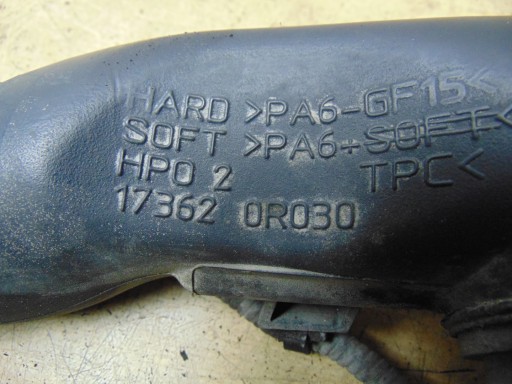 HARD >PA6-GF15<
SOFT >PA6+SOFT<
HPO 2 TPC<
17362 0R030